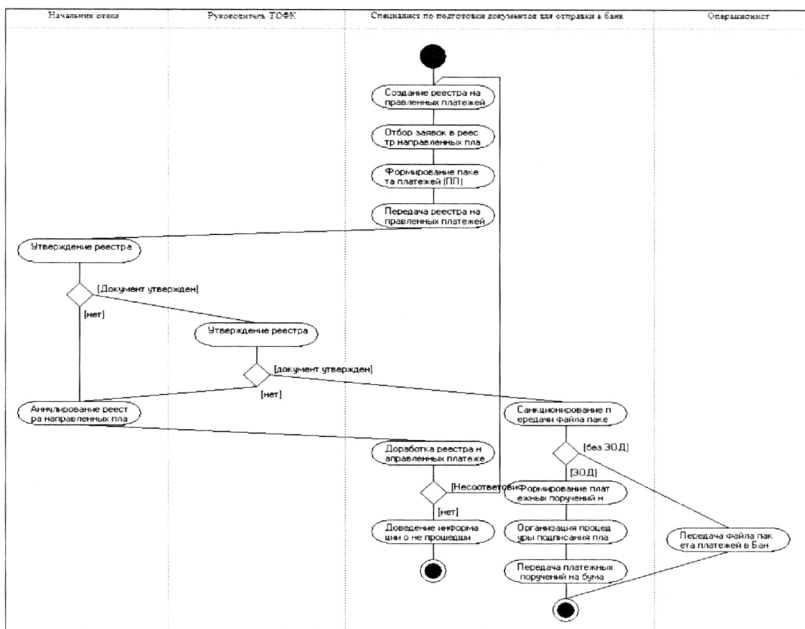 Начальник отдела
Руководитель ТОФК
Специалист по подготовки документов для отправки в банк
Операционист
Создание реестра на
правленных платежей
Отбор заявок в реес
тр направленных пла
Формирование паке
та платежей (ПП)
Передача реестра на
правленных платежей
Утверждение реестра
[Документ утвержден]
[нет]
Утверждение реестра
[документ утвержден]
[нет]
Аннулирование реест
ра направленных пла
Санкционирование п
ередачи файла паке
Доработка реестра н
аправленных платеже
[без ЭОД]
[ЭОД]
[Несоответови
[нет]
Формирование плат
ежных поручений н
Доведение информа
ции о не прошедши
Организация процед
уры подписания пла
Передача файла пак
ета платежей в Бан
Передача платежных
поручений на бума